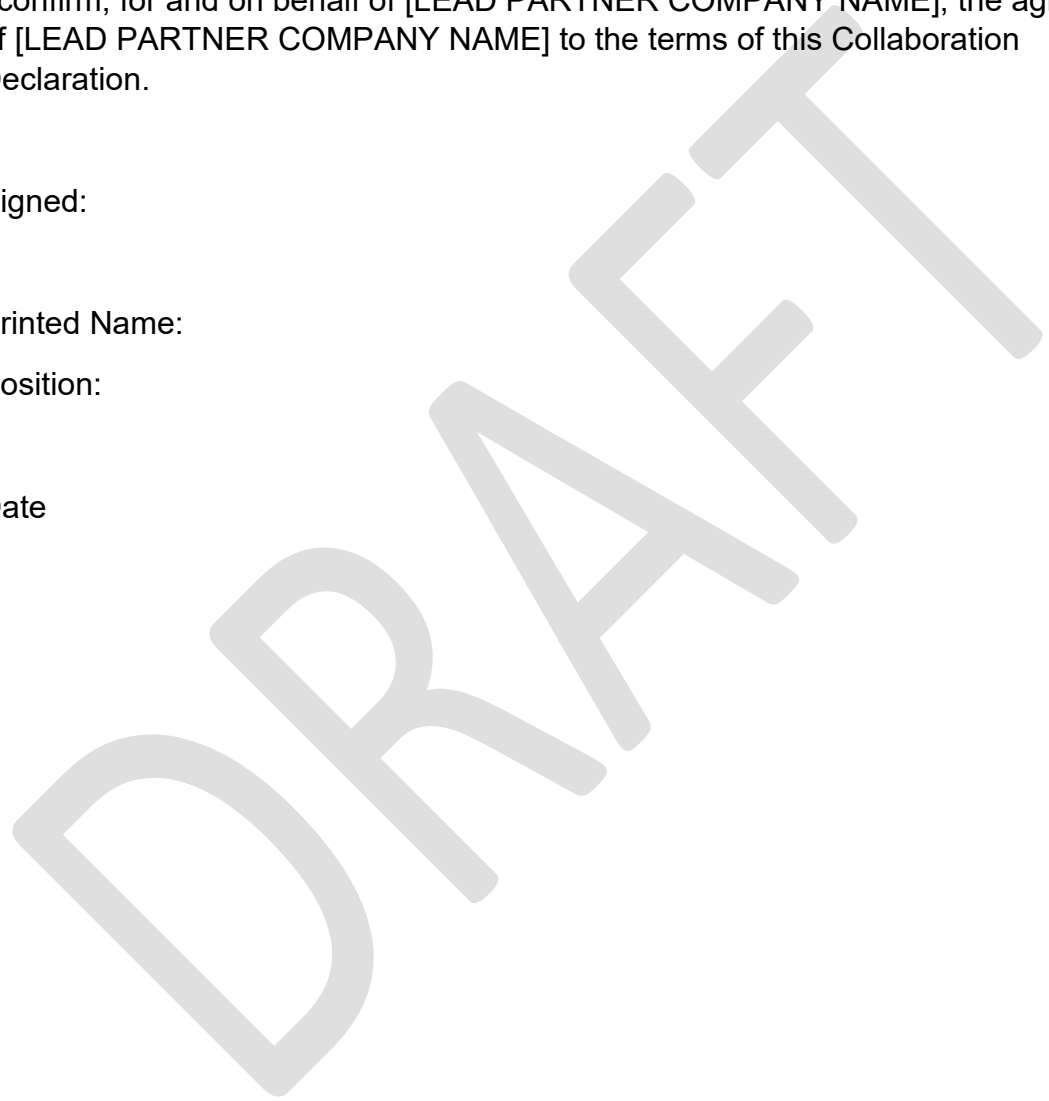 confirm, for and on behalf of [LEAD PARTNER COMPANY NAME], the
[LEAD PARTNER COMPANY NAME] to the terms of this Collaboration
eclaration.
igned:
rinted Name:
osition:
ate
DRAFT